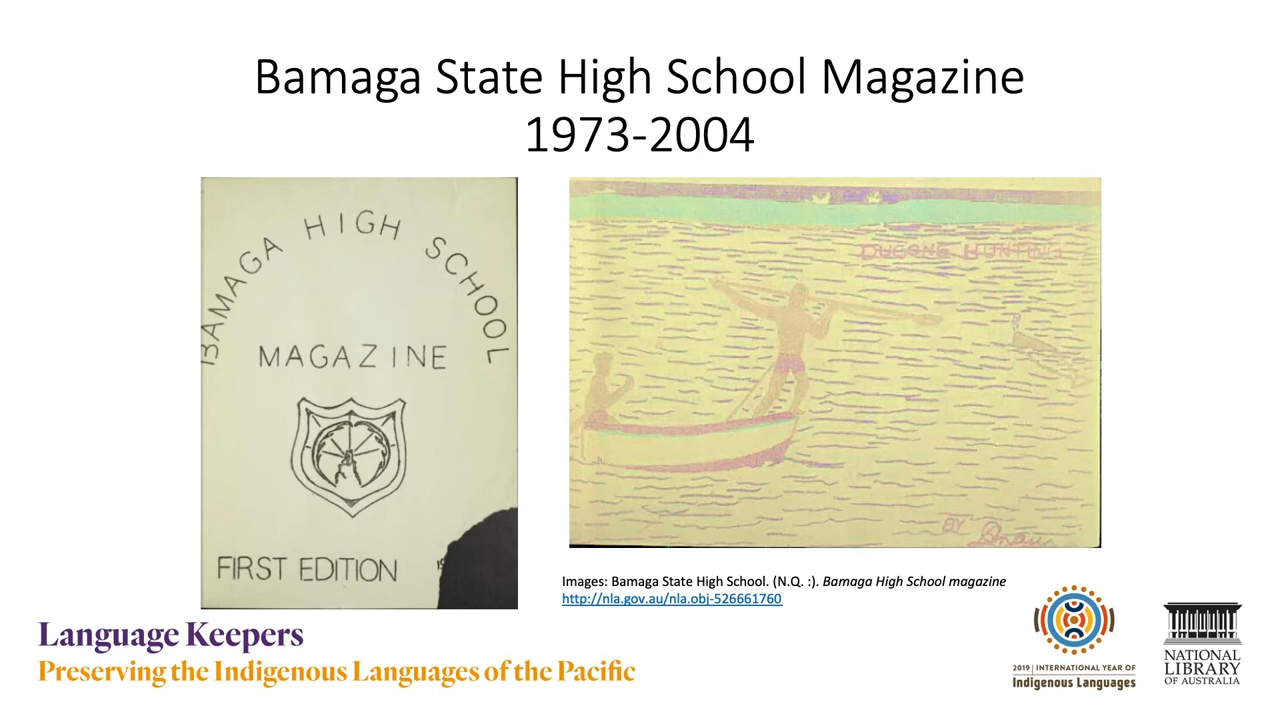 Bamaga State High School Magazine
1973-2004
BAMAGA HIGH SCHOOL
MAGAZINE
FIRST EDITION
DUGONG HUNTING
BY
Images: Bamaga State High School. (N.Q. :). Bamaga High School magazine
http://nla.gov.au/nla.obj-526661760
Language Keepers
Preserving the Indigenous Languages of the Pacific
2019 | INTERNATIONAL YEAR OF
Indigenous Languages
NATIONAL
LIBRARY
OF AUSTRALIA